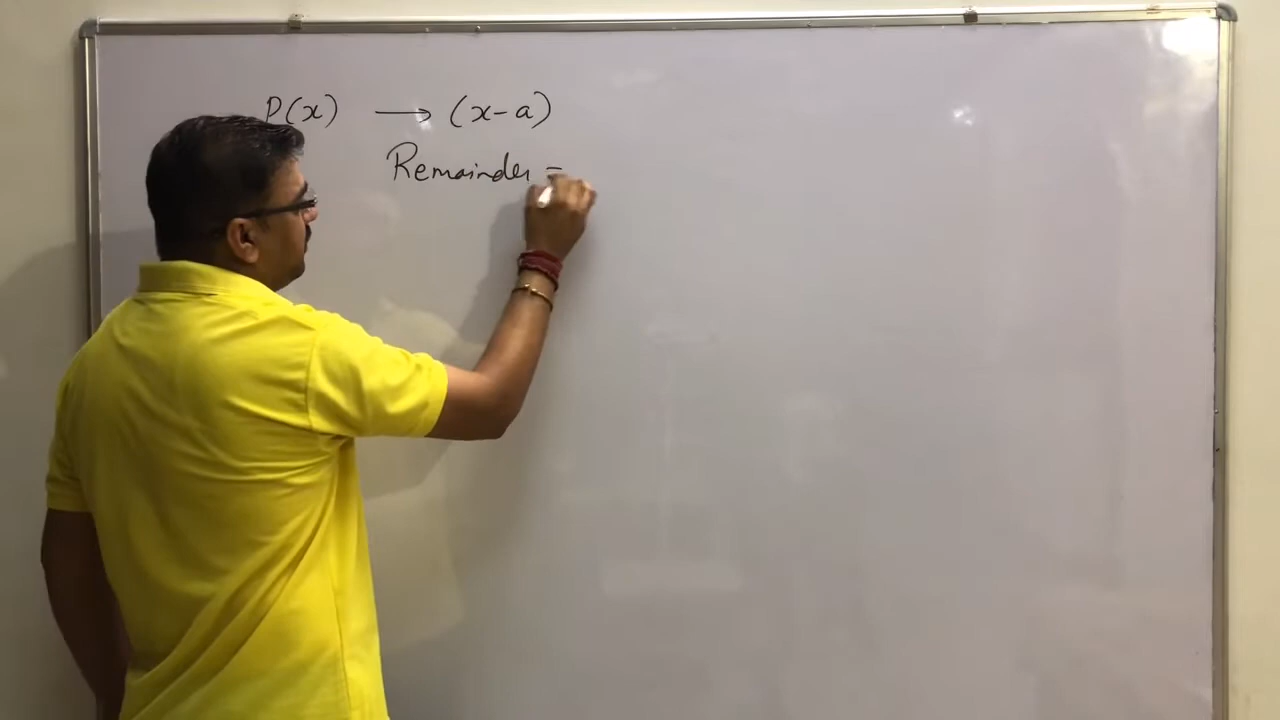 P(x) → (x-a)
Remainder =